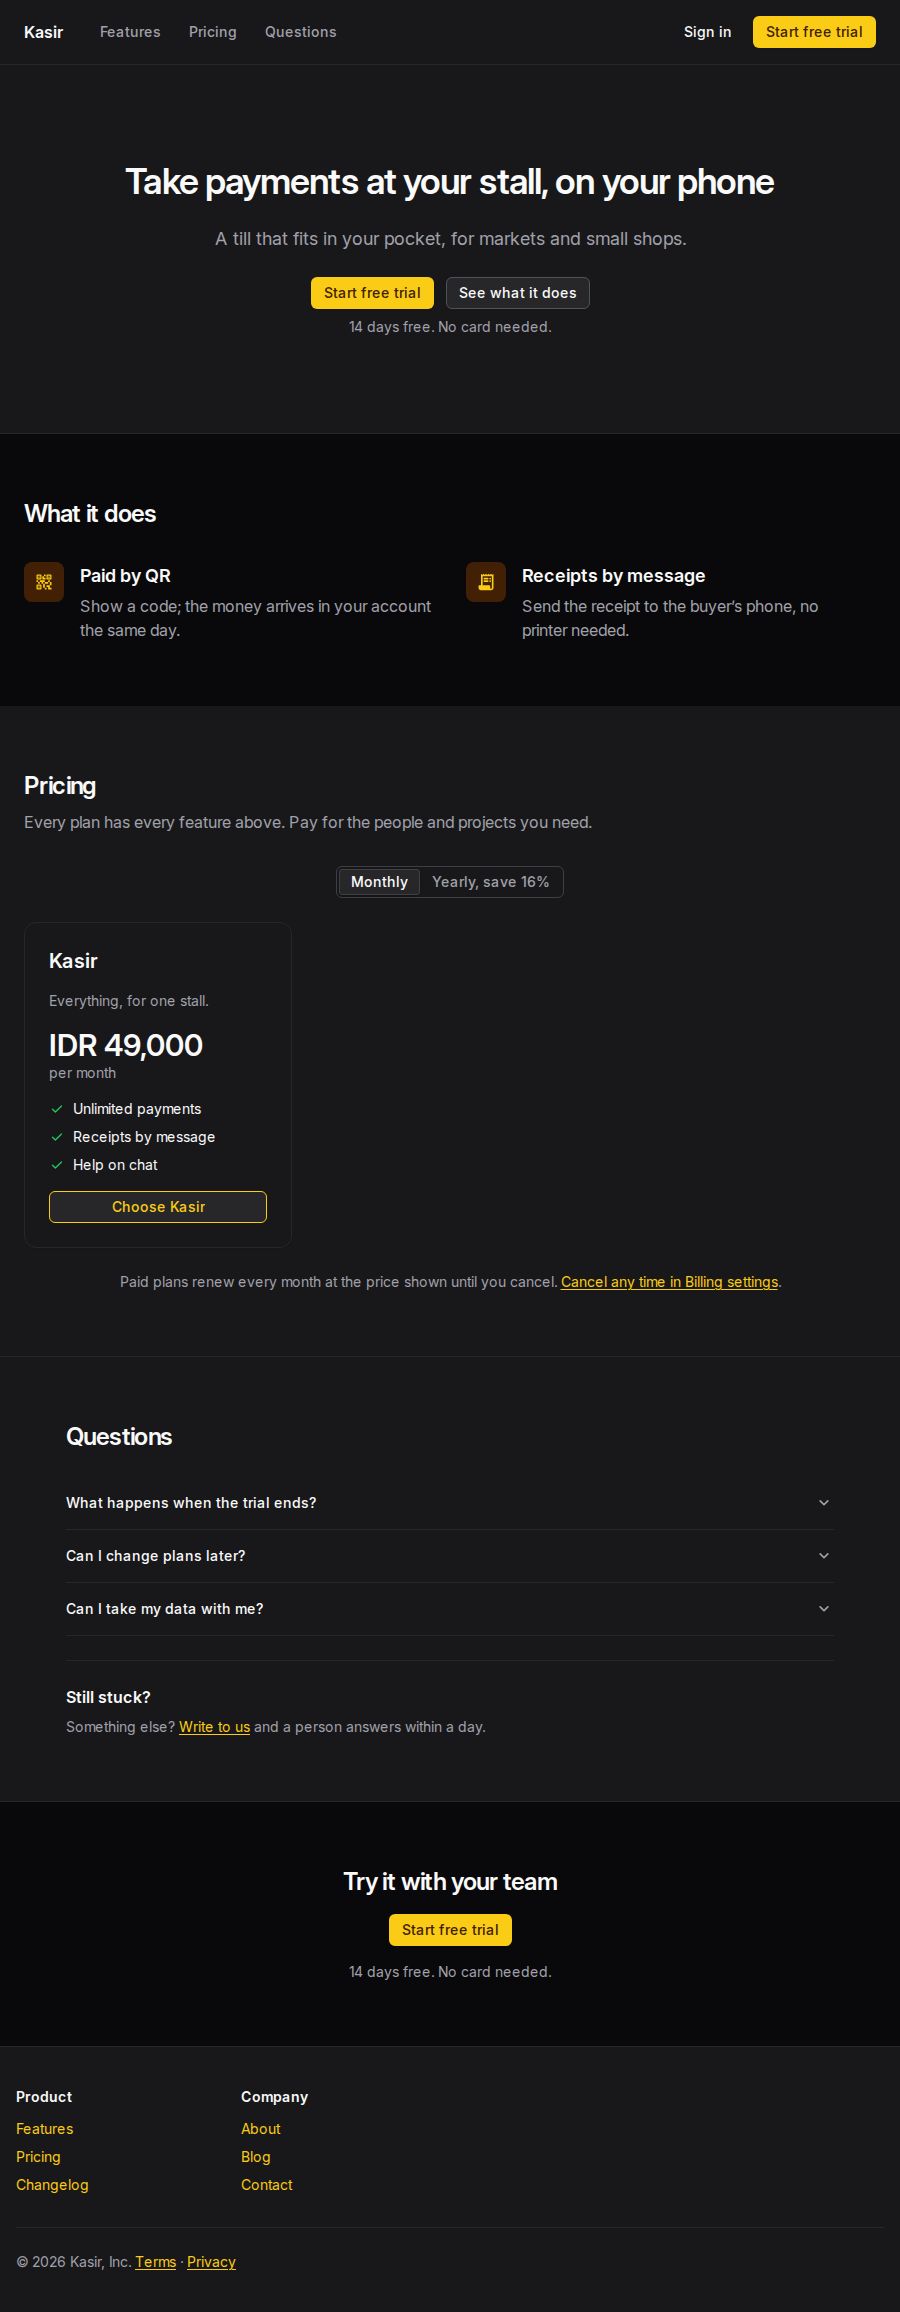 Kasir
Features
Pricing
Questions
Sign in
Start free trial
Take payments at your stall, on your phone
A till that fits in your pocket, for markets and small shops.
Start free trial
See what it does
14 days free. No card needed.
What it does
Paid by QR
Show a code; the money arrives in your account
the same day.
Receipts by message
Send the receipt to the buyer's phone, no
printer needed.
Pricing
Every plan has every feature above. Pay for the people and projects you need.
Monthly
Yearly, save 16%
Kasir
Everything, for one stall.
IDR 49,000
per month
Unlimited payments
Receipts by message
Help on chat
Choose Kasir
Paid plans renew every month at the price shown until you cancel. Cancel any time in Billing settings.
Questions
What happens when the trial ends?
Can I change plans later?
Can I take my data with me?
Still stuck?
Something else? Write to us and a person answers within a day.
Try it with your team
Start free trial
14 days free. No card needed.
Product
Features
Pricing
Changelog
Company
About
Blog
Contact
© 2026 Kasir, Inc. Terms · Privacy